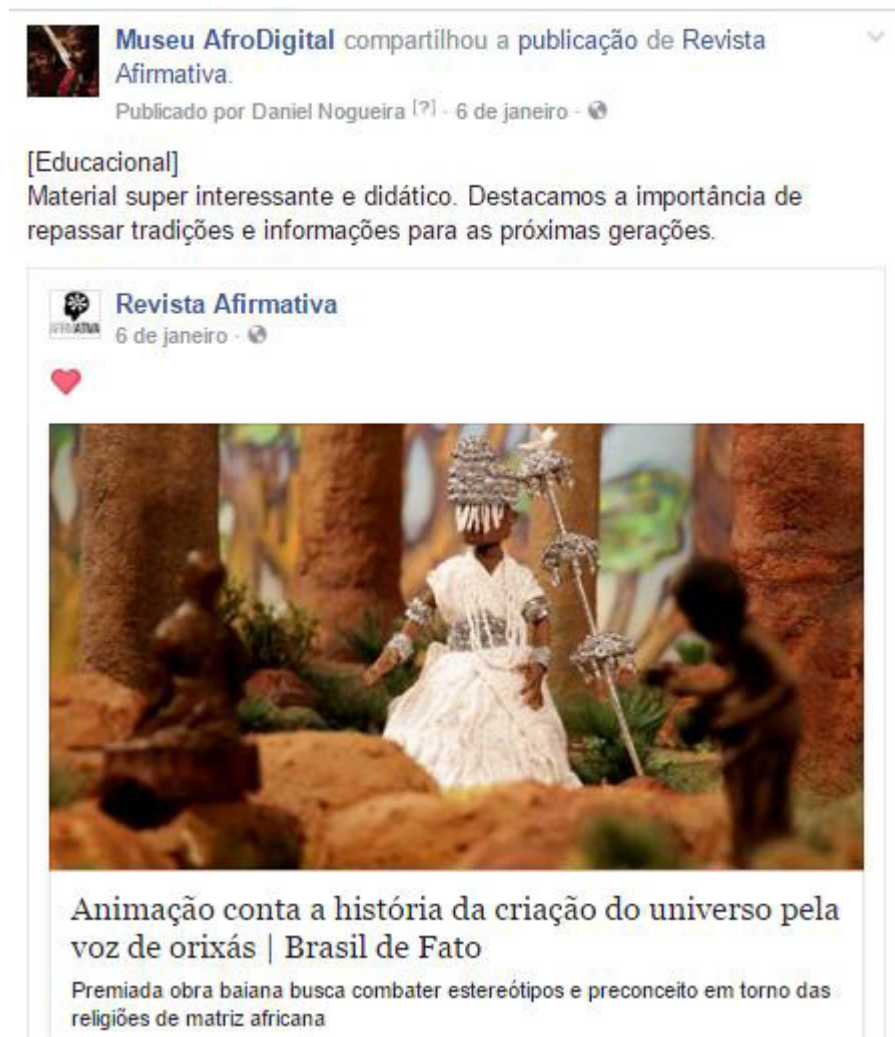 Museu AfroDigital compartilhou a publicação de Revista
Afirmativa.
Publicado por Daniel Nogueira [?] · 6 de janeiro ·
[Educacional]
Material super interessante e didático. Destacamos a importância de
repassar tradições e informações para as próximas gerações.
Revista Afirmativa
AFIRMATIVA
6 de janeiro ·
Animação conta a história da criação do universo pela
voz de orixás | Brasil de Fato
Premiada obra baiana busca combater estereótipos e preconceito em torno das
religiões de matriz africana